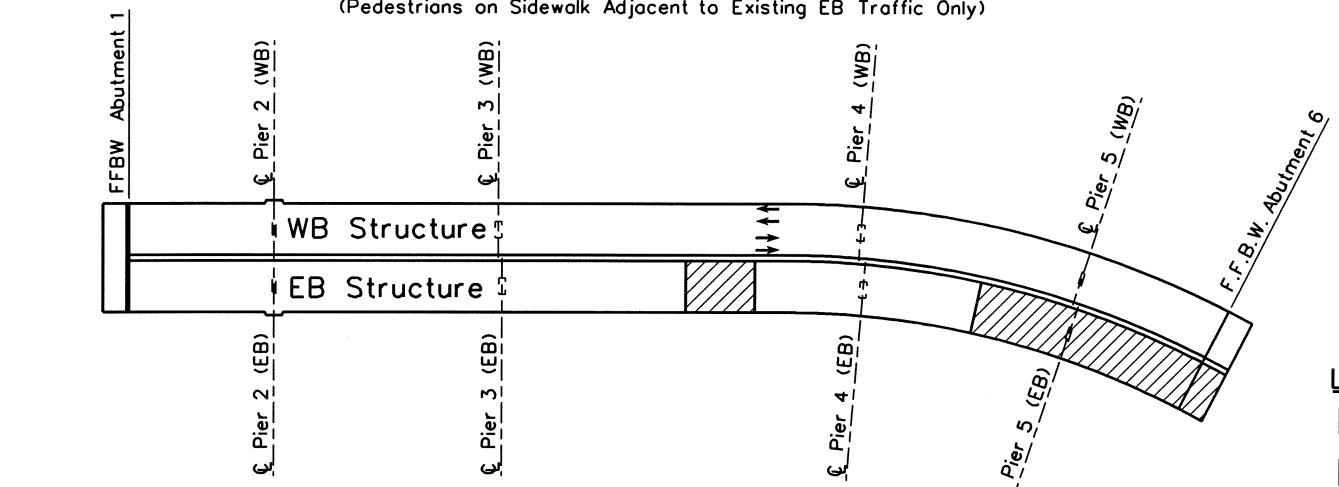 (Pedestrians on Sidewalk Adjacent to Existing EB Traffic Only)
FFBW Abutment 1
℄ Pier 2 (WB)
℄ Pier 3 (WB)
℄ Pier 4 (WB)
℄ Pier 5 (WB)
F.F.B.W. Abutment 6
WB Structure
EB Structure
℄ Pier 2 (EB)
℄ Pier 3 (EB)
℄ Pier 4 (EB)
Pier 5 (EB)